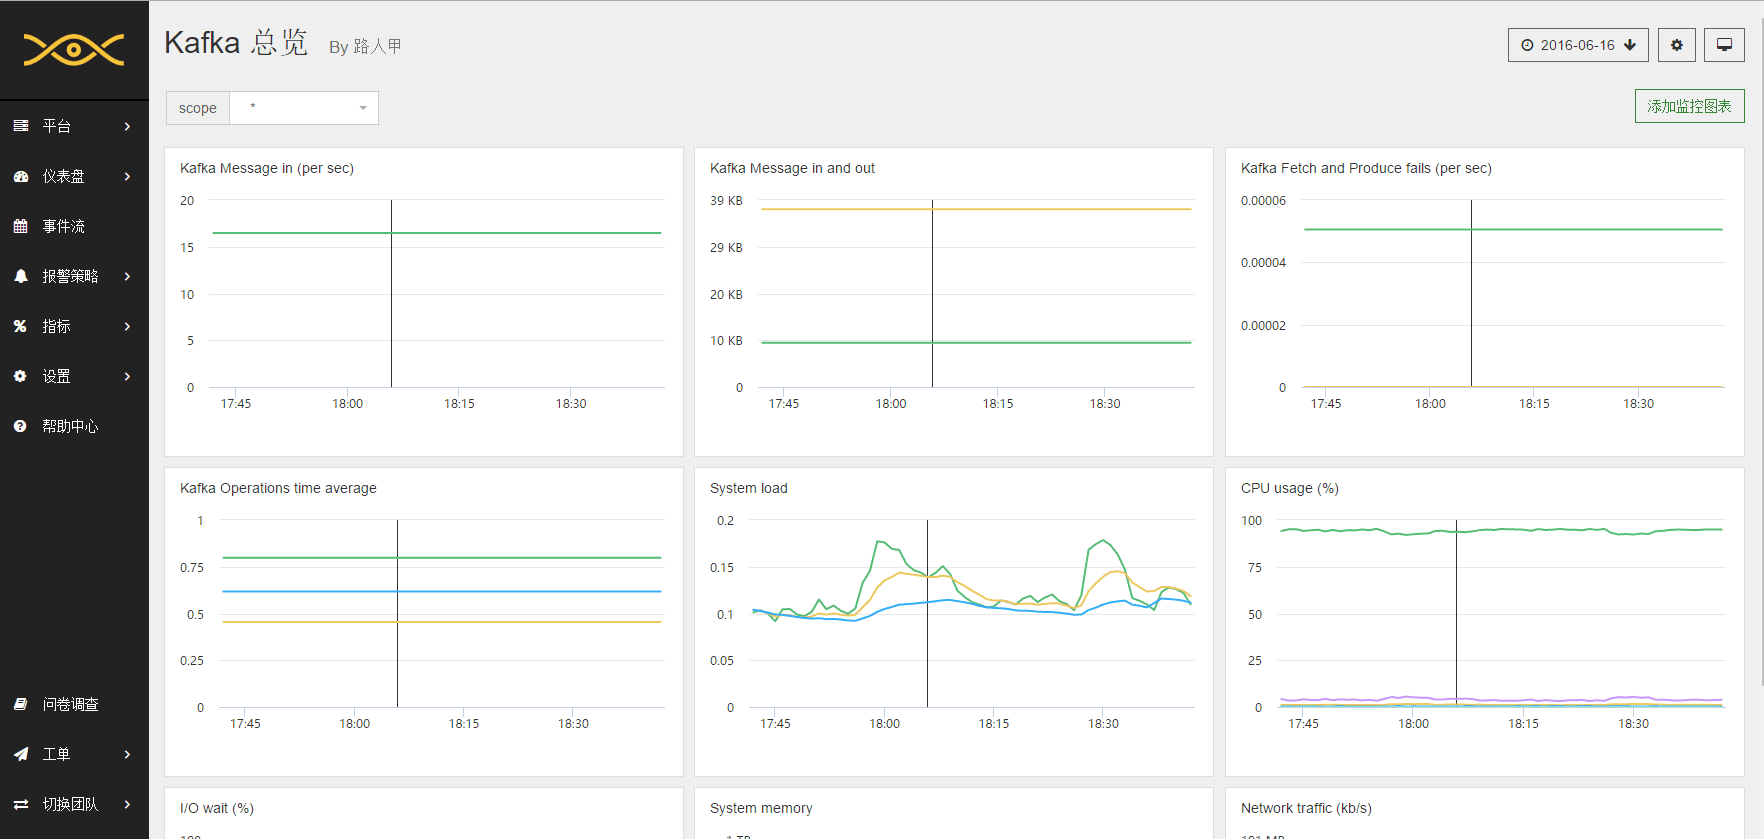 Kafka 总览 By 路人甲
2016-06-16
scope *
添加监控图表
平台
仪表盘
事件流
报警策略
指标
设置
帮助中心
问卷调查
工单
切换团队
Kafka Message in (per sec)
20
15
10
5
0
17:45 18:00 18:15 18:30
Kafka Message in and out
39 KB
29 KB
20 KB
10 KB
0
17:45 18:00 18:15 18:30
Kafka Fetch and Produce fails (per sec)
0.00006
0.00004
0.00002
0
17:45 18:00 18:15 18:30
Kafka Operations time average
1
0.75
0.5
0.25
0
17:45 18:00 18:15 18:30
System load
0.2
0.15
0.1
0.05
0
17:45 18:00 18:15 18:30
CPU usage (%)
100
75
50
25
0
17:45 18:00 18:15 18:30
I/O wait (%)
100
System memory
1 TB
Network traffic (kb/s)